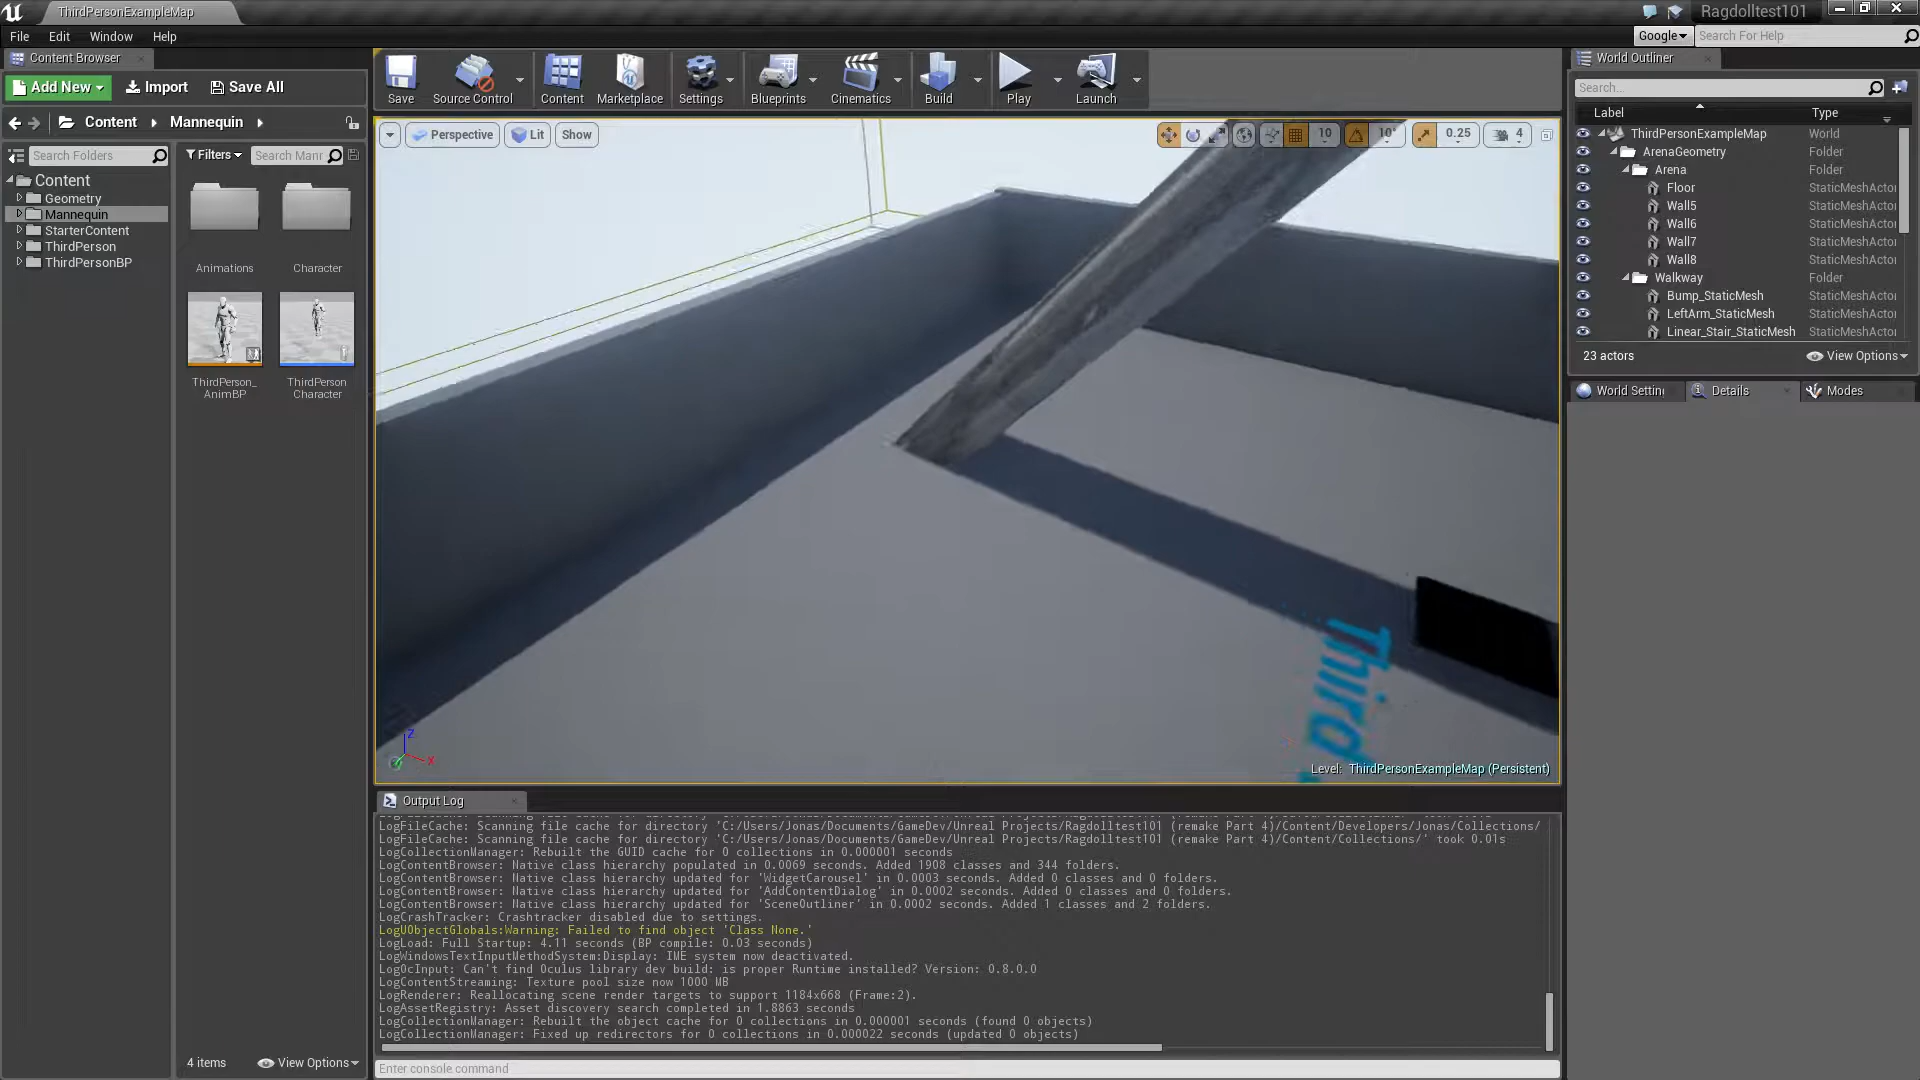 ThirdPersonExampleMap
Ragdolltest101
File Edit Window Help
Google
Search For Help
Content Browser
Add New Import Save All
Content Mannequin
Search Folders
Filters
Search Manr
Content
Geometry
Mannequin
StarterContent
ThirdPerson
ThirdPersonBP
Animations
Character
ThirdPerson_
AnimBP
ThirdPerson
Character
4 items View Options
Save Source Control Content Marketplace Settings Blueprints Cinematics Build Play Launch
Perspective Lit Show
10 10° 0.25 4
Third
Z
X
Level: ThirdPersonExampleMap (Persistent)
Output Log
LogFileCache: Scanning file cache for directory 'C:/Users/Jonas/Documents/GameDev/Unreal Projects/Ragdolltest101 (remake Part 4)/Content/Developers/Jonas/Collections/
LogFileCache: Scanning file cache for directory 'C:/Users/Jonas/Documents/GameDev/Unreal Projects/Ragdolltest101 (remake Part 4)/Content/Collections/' took 0.01s
LogCollectionManager: Rebuilt the GUID cache for 0 collections in 0.000001 seconds
LogContentBrowser: Native class hierarchy populated in 0.0069 seconds. Added 1908 classes and 344 folders.
LogContentBrowser: Native class hierarchy updated for 'WidgetCarousel' in 0.0003 seconds. Added 0 classes and 0 folders.
LogContentBrowser: Native class hierarchy updated for 'AddContentDialog' in 0.0002 seconds. Added 0 classes and 0 folders.
LogContentBrowser: Native class hierarchy updated for 'SceneOutliner' in 0.0002 seconds. Added 1 classes and 2 folders.
LogCrashTracker: Crashtracker disabled due to settings.
LogUObjectGlobals:Warning: Failed to find object 'Class None.'
LogLoad: Full Startup: 4.11 seconds (BP compile: 0.03 seconds)
LogWindowsTextInputMethodSystem:Display: IME system now deactivated.
LogOcInput: Can't find Oculus library dev build: is proper Runtime installed? Version: 0.8.0.0
LogContentStreaming: Texture pool size now 1000 MB
LogRenderer: Reallocating scene render targets to support 1184x668 (Frame:2).
LogAssetRegistry: Asset discovery search completed in 1.8863 seconds
LogCollectionManager: Rebuilt the object cache for 0 collections in 0.000001 seconds (found 0 objects)
LogCollectionManager: Fixed up redirectors for 0 collections in 0.000022 seconds (updated 0 objects)
Enter console command
World Outliner
Search...
Label Type
ThirdPersonExampleMap World
ArenaGeometry Folder
Arena Folder
Floor StaticMeshActor
Wall5 StaticMeshActor
Wall6 StaticMeshActor
Wall7 StaticMeshActor
Wall8 StaticMeshActor
Walkway Folder
Bump_StaticMesh StaticMeshActor
LeftArm_StaticMesh StaticMeshActor
Linear_Stair_StaticMesh StaticMeshActor
23 actors View Options
World Settin Details Modes